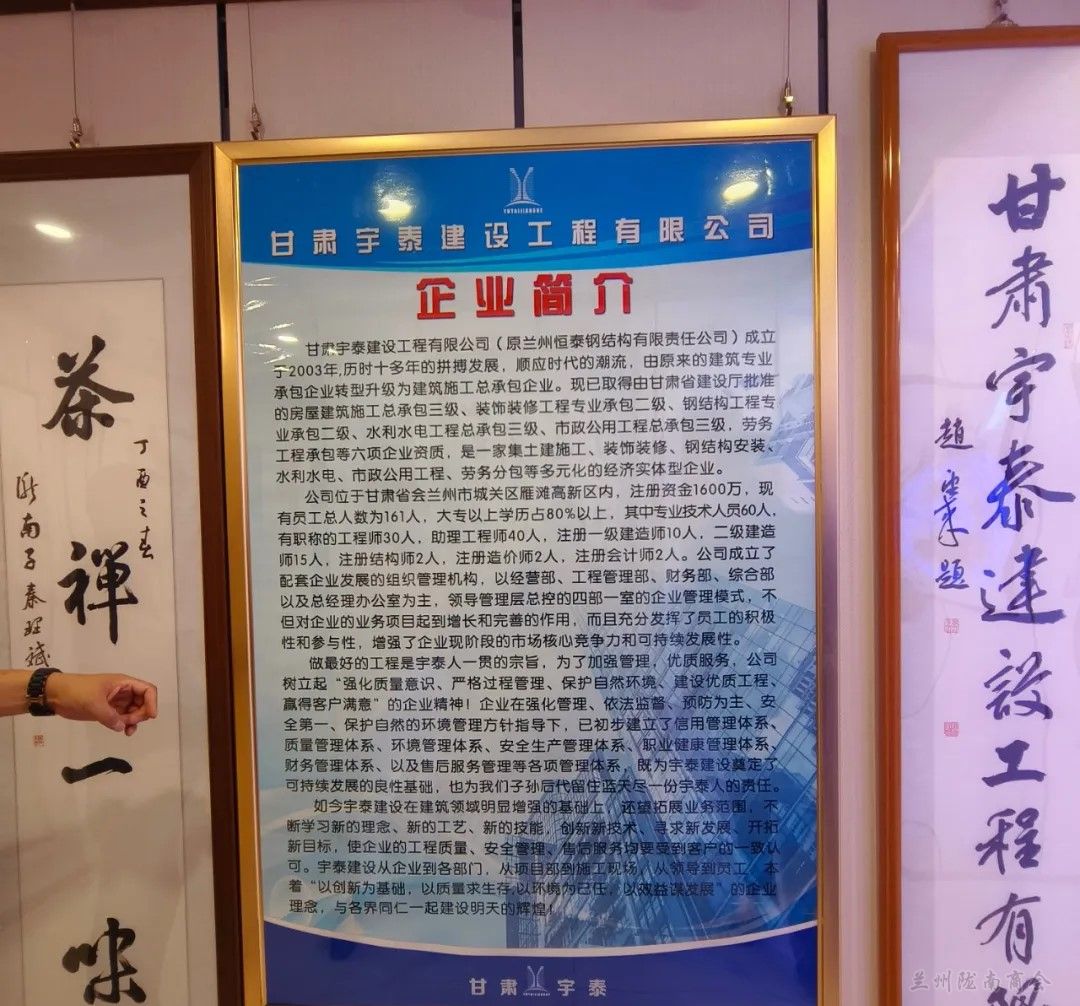 茶禅一味
丁酉之春
陇南子秦
YUTAIJIANSHE
甘肃宇泰建设工程有限公司
企业简介
甘肃宇泰建设工程有限公司（原兰州恒泰钢结构有限责任公司）成立
于2003年,历时十多年的拼搏发展，顺应时代的潮流，由原来的建筑专业
承包企业转型升级为建筑施工总承包企业。现已取得由甘肃省建设厅批准
的房屋建筑施工总承包三级、装饰装修工程专业承包二级、钢结构工程专
业承包二级、水利水电工程总承包三级、市政公用工程总承包三级，劳务
工程承包等六项企业资质，是一家集土建施工、装饰装修、钢结构安装、
水利水电、市政公用工程、劳务分包等多元化的经济实体型企业。
公司位于甘肃省会兰州市城关区雁滩高新区内，注册资金1600万，现
有员工总人数为161人，大专以上学历占80%以上，其中专业技术人员60人，
有职称的工程师30人，助理工程师40人，注册一级建造师10人，二级建造
师15人，注册结构师2人，注册造价师2人，注册会计师2人。公司成立了
配套企业发展的组织管理机构，以经营部、工程管理部、财务部、综合部
以及总经理办公室为主，领导管理层总控的四部一室的企业管理模式，不
但对企业的业务项目起到增长和完善的作用，而且充分发挥了员工的积极
性和参与性，增强了企业现阶段的市场核心竞争力和可持续发展性。
做最好的工程是宇泰人一贯的宗旨，为了加强管理，优质服务，公司
树立起“强化质量意识、严格过程管理、保护自然环境、建设优质工程、
赢得客户满意”的企业精神！企业在强化管理、依法监督、预防为主、安
全第一、保护自然的环境管理方针指导下，已初步建立了信用管理体系、
质量管理体系、环境管理体系、安全生产管理体系、职业健康管理体系、
财务管理体系、以及售后服务管理等各项管理体系，既为宇泰建设奠定了
可持续发展的良性基础，也为我们子孙后代留住蓝天尽一份宇泰人的责任。
如今宇泰建设在建筑领域明显增强的基础上，还望拓展业务范围，不
断学习新的理念、新的工艺、新的技能，创新新技术、寻求新发展、开拓
新目标，使企业的工程质量、安全管理、售后服务均要受到客户的一致认
可。宇泰建设从企业到各部门，从项目部到施工现场，从领导到员工，本
着“以创新为基础，以质量求生存,以环境为己任，以效益谋发展”的企业
理念，与各界同仁一起建设明天的辉煌！
甘肃 宇泰
甘肃宇泰建設工程有
趙
題
兰州陇南商会